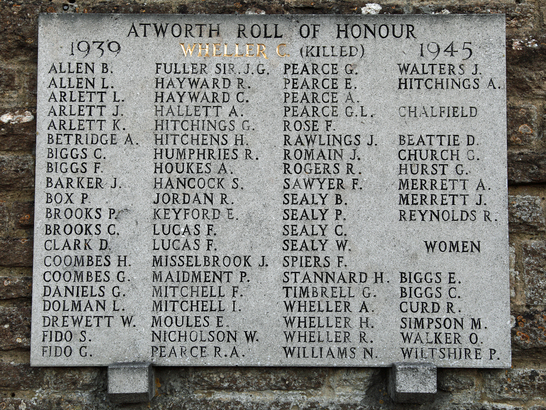 ATWORTH ROLL OF HONOUR
1939 WHELLER C. (KILLED) 1945
ALLEN B.
ALLEN L.
ARLETT L.
ARLETT J.
ARLETT K.
BETRIDGE A.
BIGGS C.
BIGGS F.
BARKER J.
BOX P.
BROOKS P.
BROOKS C.
CLARK D.
COOMBES H.
COOMBES G.
DANIELS G.
DOLMAN L.
DREWETT W.
FIDO S.
FIDO G.
FULLER SIR. J.G.
HAYWARD R.
HAYWARD C.
HALLETT A.
HITCHINGS G.
HITCHENS H.
HUMPHRIES R.
HOUKES A.
HANCOCK S.
JORDAN R.
KEYFORD E.
LUCAS F.
LUCAS F.
MISSELBROOK J.
MAIDMENT P.
MITCHELL F.
MITCHELL I.
MOULES E.
NICHOLSON W.
PEARCE R.A.
PEARCE G.
PEARCE E.
PEARCE A.
PEARCE G.L.
ROSE F.
RAWLINGS J.
ROMAIN J.
ROGERS R.
SAWYER F.
SEALY B.
SEALY P.
SEALY C.
SEALY W.
SPIERS F.
STANNARD H.
TIMBRELL G.
WHELLER A.
WHELLER H.
WHELLER R.
WILLIAMS N.
WALTERS J.
HITCHINGS A.
CHALFIELD
BEATTIE D.
CHURCH C.
HURST G.
MERRETT A.
MERRETT J.
REYNOLDS R.
WOMEN
BIGGS E.
BIGGS C.
CURD R.
SIMPSON M.
WALKER O.
WILTSHIRE P.